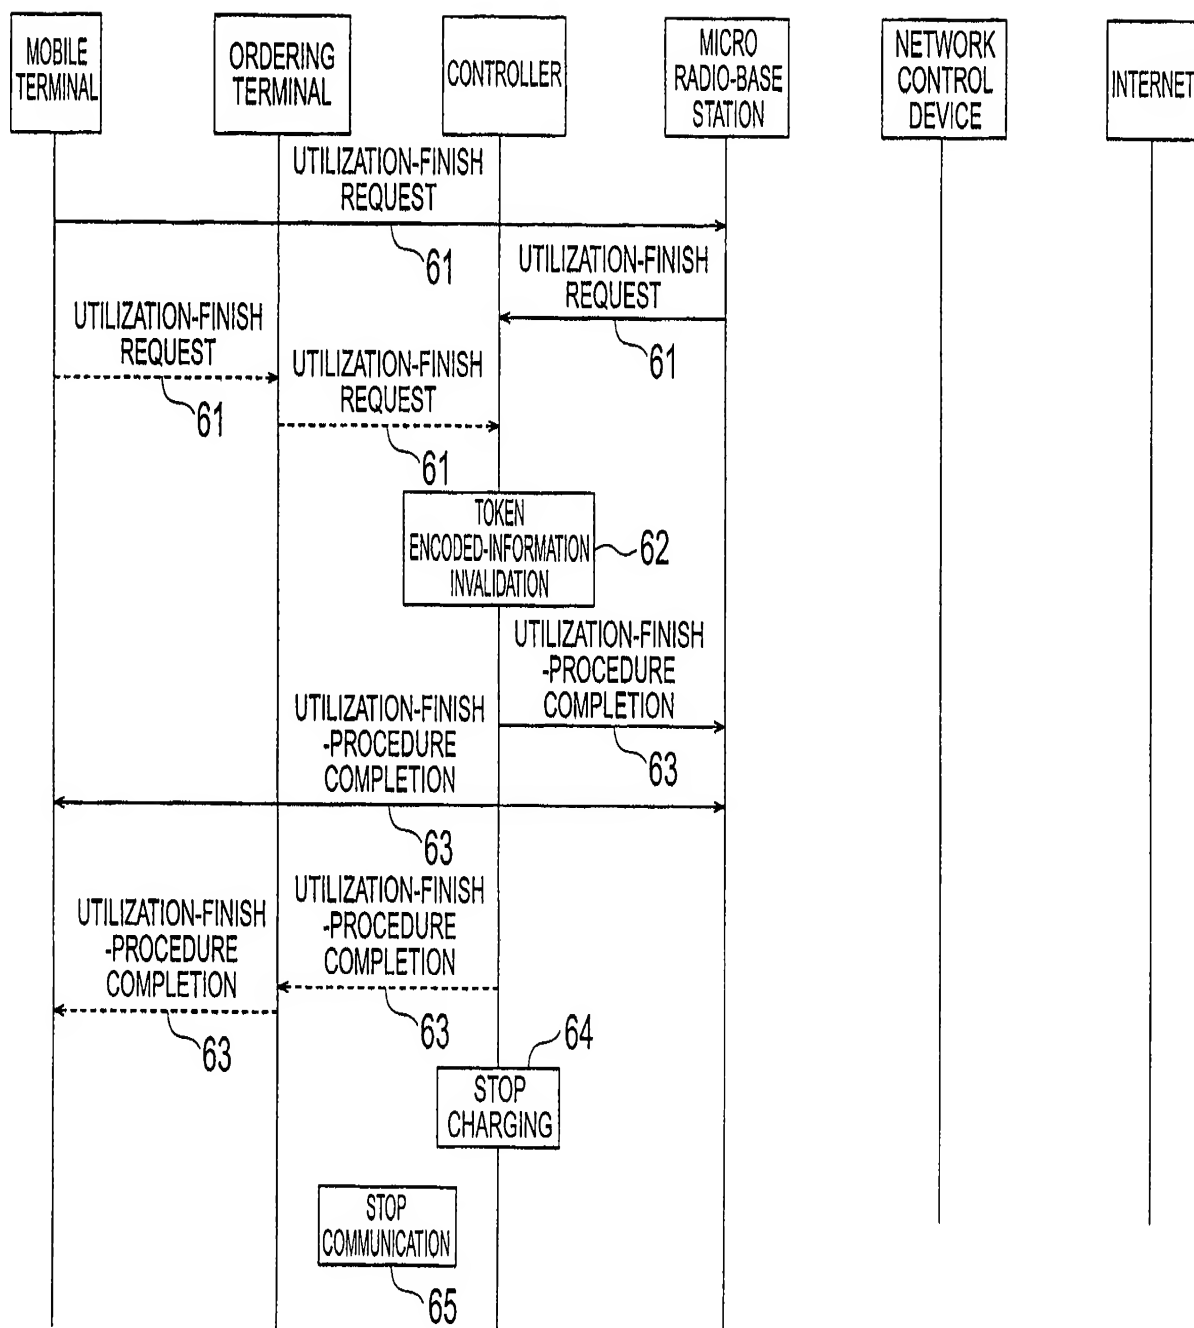 MOBILE
TERMINAL
ORDERING
TERMINAL
CONTROLLER
MICRO
RADIO-BASE
STATION
NETWORK
CONTROL
DEVICE
INTERNET
UTILIZATION-FINISH
REQUEST
61
UTILIZATION-FINISH
REQUEST
61
UTILIZATION-FINISH
REQUEST
61
UTILIZATION-FINISH
REQUEST
61
TOKEN
ENCODED-INFORMATION
INVALIDATION
62
UTILIZATION-FINISH
-PROCEDURE
COMPLETION
63
UTILIZATION-FINISH
-PROCEDURE
COMPLETION
63
UTILIZATION-FINISH
-PROCEDURE
COMPLETION
63
UTILIZATION-FINISH
-PROCEDURE
COMPLETION
63
64
STOP
CHARGING
STOP
COMMUNICATION
65